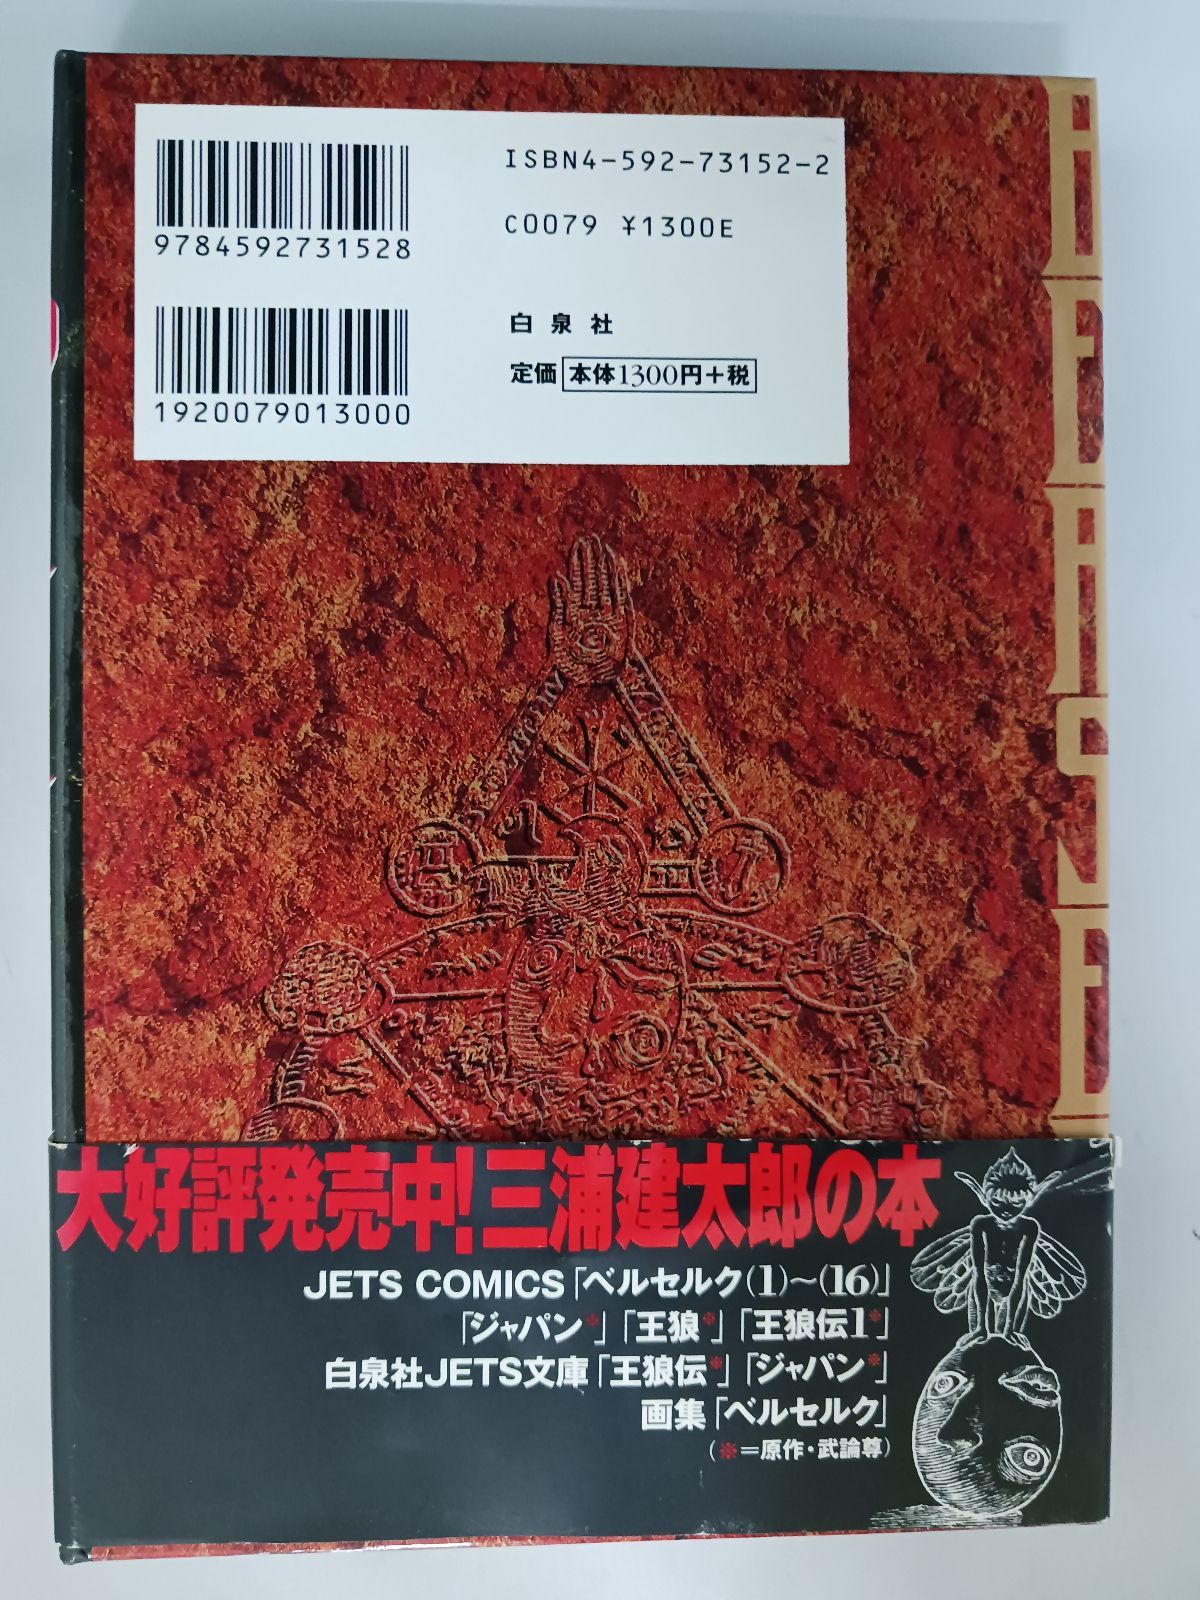 ISBN4-592-73152-2
C0079 ¥1300E
9784592731528
白泉社
定価 本体1300円+税
1920079013000
大好評発売中!三浦建太郎の本
JETS COMICS「ベルセルク(1)〜(16)」
「ジャパン※」「王狼※」「王狼伝1※」
白泉社JETS文庫「王狼伝※」「ジャパン※」
画集「ベルセルク」
(※=原作・武論尊)